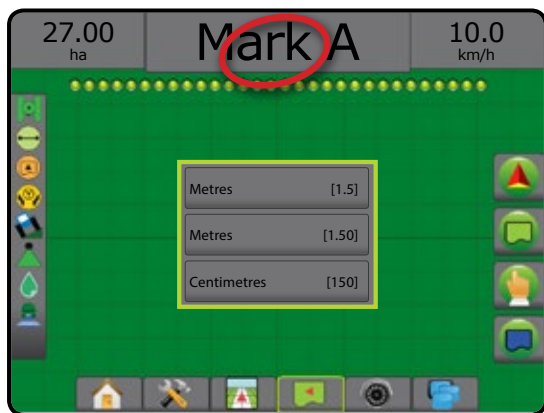 27.00
ha
Mark A
10.0
km/h
Metres [1.5]
Metres [1.50]
Centimetres [150]